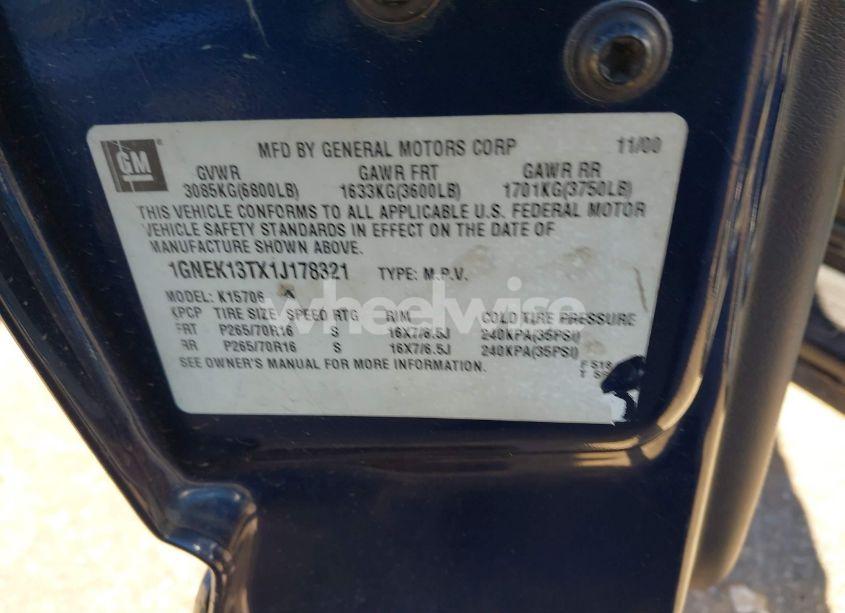 GM
MFD BY GENERAL MOTORS CORP 11/00
GVWR GAWR FRT GAWR RR
3085KG(6800LB) 1633KG(3600LB) 1701KG(3750LB)
THIS VEHICLE CONFORMS TO ALL APPLICABLE U.S. FEDERAL MOTOR
VEHICLE SAFETY STANDARDS IN EFFECT ON THE DATE OF
MANUFACTURE SHOWN ABOVE.
1GNEK13TX1J178321 TYPE: M.P.V.
MODEL: K15706
wheelwise
KPCP TIRE SIZE SPEED RTG RIM COLD TIRE PRESSURE
FRT P265/70R16 S 16X7/6.5J 240KPA(35PSI)
RR P265/70R16 S 16X7/6.5J 240KPA(35PSI)
SEE OWNER'S MANUAL FOR MORE INFORMATION.
F 518
T